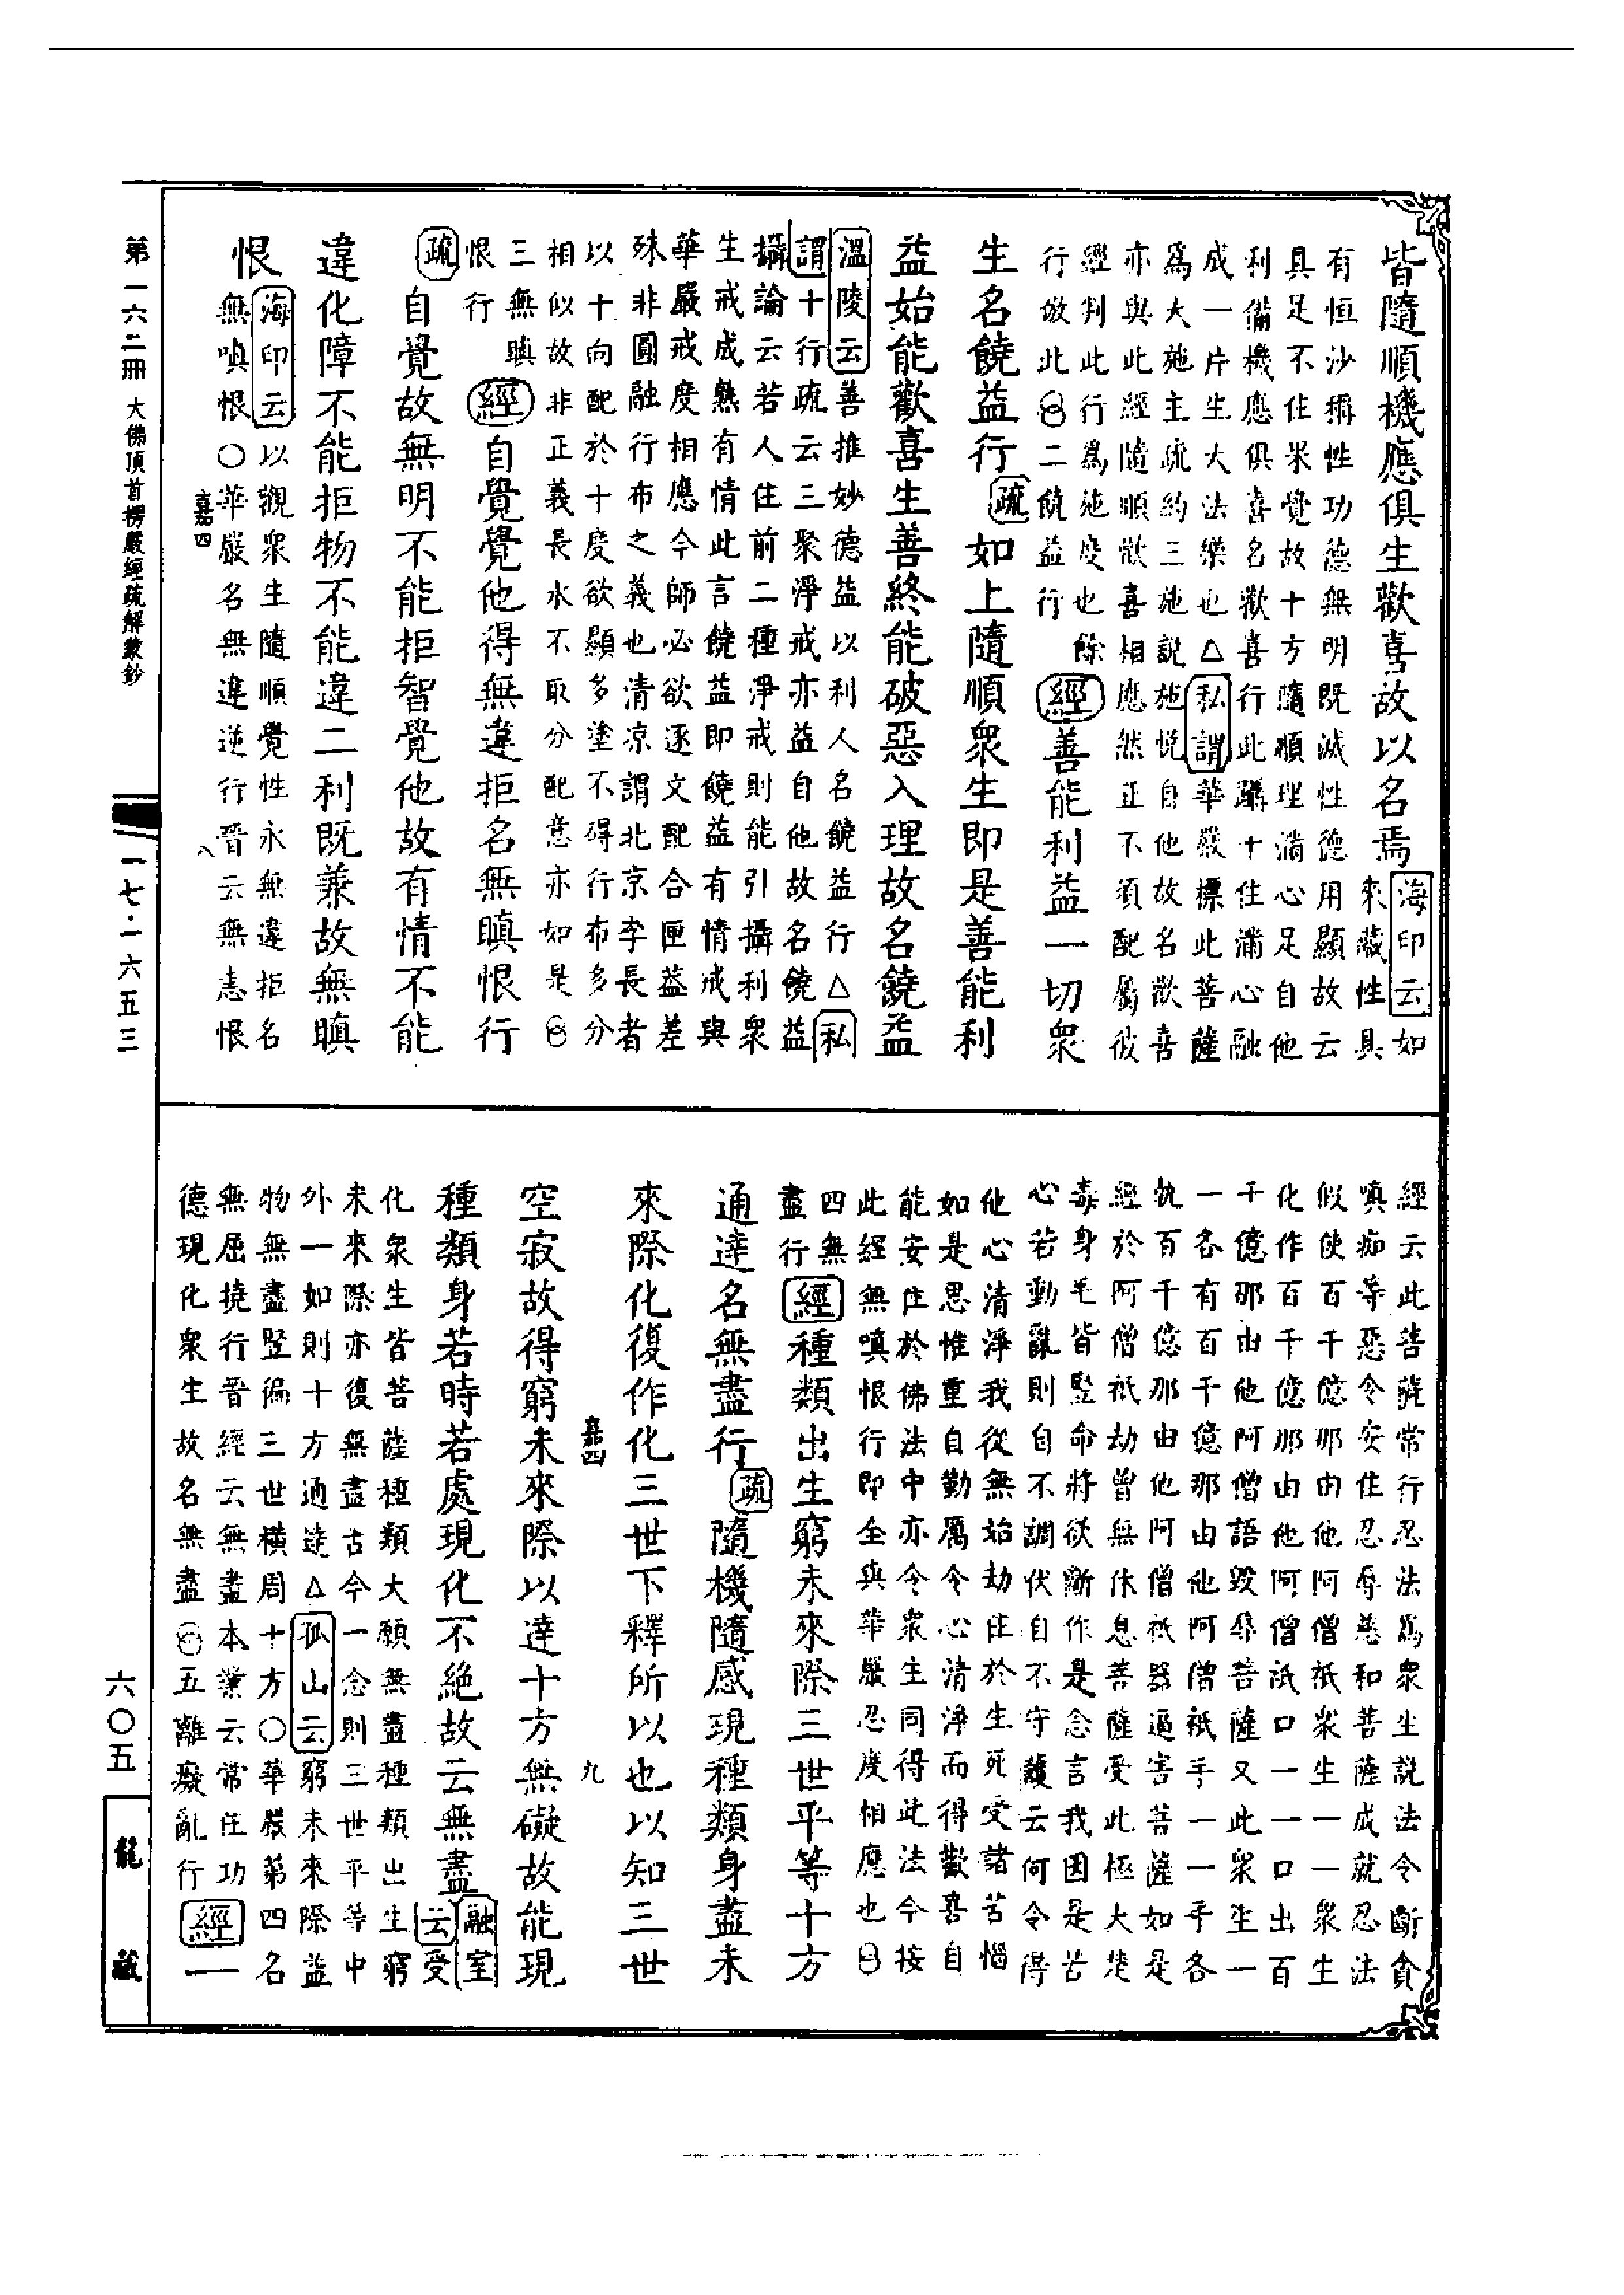 皆隨順機應俱生歡喜故以名焉海印云如
來藏性具
有恒沙稱性功德無明既滅性德用顯故云
具足不住果覺故十方隨順理滿心足自他
利備機應俱喜名歡喜行此躡十住滿心融
成一片生大法樂也△私謂華嚴標此菩薩
為大施主疏約三施說施悅自他故名歡喜
亦與此經隨順歡喜相應然正不須配屬彼
經判此行為施度也餘
行倣此㊀二饒益行
經善能利益一切衆
生名饒益行疏如上隨順衆生即是善能利
益始能歡喜生善終能破惡入理故名饒益
溫陵云善推妙德益以利人名饒益行△私
謂十行疏云三聚淨戒亦益自他故名饒益
攝論云若人住前二種淨戒則能引攝利衆
生戒成熟有情此言饒益即饒益有情戒與
華嚴戒度相應今師必欲逐文配合匣益差
殊非圓融行布之義也清凉謂北京李長者
以十向配於十度欲顯多塗不得行布多分
相似故非正義長水不取分配意亦如是㊀
三無瞋
恨行
經自覺覺他得無違拒名無瞋恨行
疏自覺故無明不能拒智覺他故有情不能
違化障不能拒物不能違二利既兼故無瞋
恨海印云以觀衆生隨順覺性永無違拒名
無嗔恨〇華嚴名無違逆行晉云無恚恨
嘉四
八
經云此菩薩常行忍法為衆生說法令斷貪
嗔痴等惡令安住忍辱慈和菩薩成就忍法
假使百千億那由他阿僧祇衆生一一衆生
化作百千億那由他阿僧祇口一一口出百
千億那由他阿僧語毀辱菩薩又此衆生一
一各有百千億那由他阿僧祇手一一手各
執百千億那由他阿僧祇器逼害菩薩如是
經於阿僧祇劫曾無休息菩薩受此極大楚
毒身毛皆豎命將欲斷作是念言我因是苦
心若動亂則自不調伏自不守護云何令得
他心清淨我從無始劫住於生死受諸苦惱
如是思惟重自勤厲令心清淨而得歡喜自
能安住於佛法中亦令衆生同得此法今按
此經無嗔恨行即全與華嚴忍度相應也㊀
四無
盡行
經種類出生窮未來際三世平等十方
通達名無盡行疏隨機隨感現種類身盡未
來際化復作化三世下釋所以也以知三世
嘉四
九
空寂故得窮未來際以達十方無礙故能現
種類身若時若處現化不絕故云無盡融室
云受
化衆生皆菩薩種類大願無盡種類出生窮
未來際亦復無盡古今一念則三世平等中
外一如則十方通達△孤山云窮未來際益
物無盡竪徧三世橫周十方〇華嚴第四名
無屈撓行晉經云無盡本業云常住功
德現化衆生故名無盡㊀五離癡亂行經一
第一六二冊 大佛頂首楞嚴經疏解蒙鈔
一七·一六五三
六〇五
龍藏